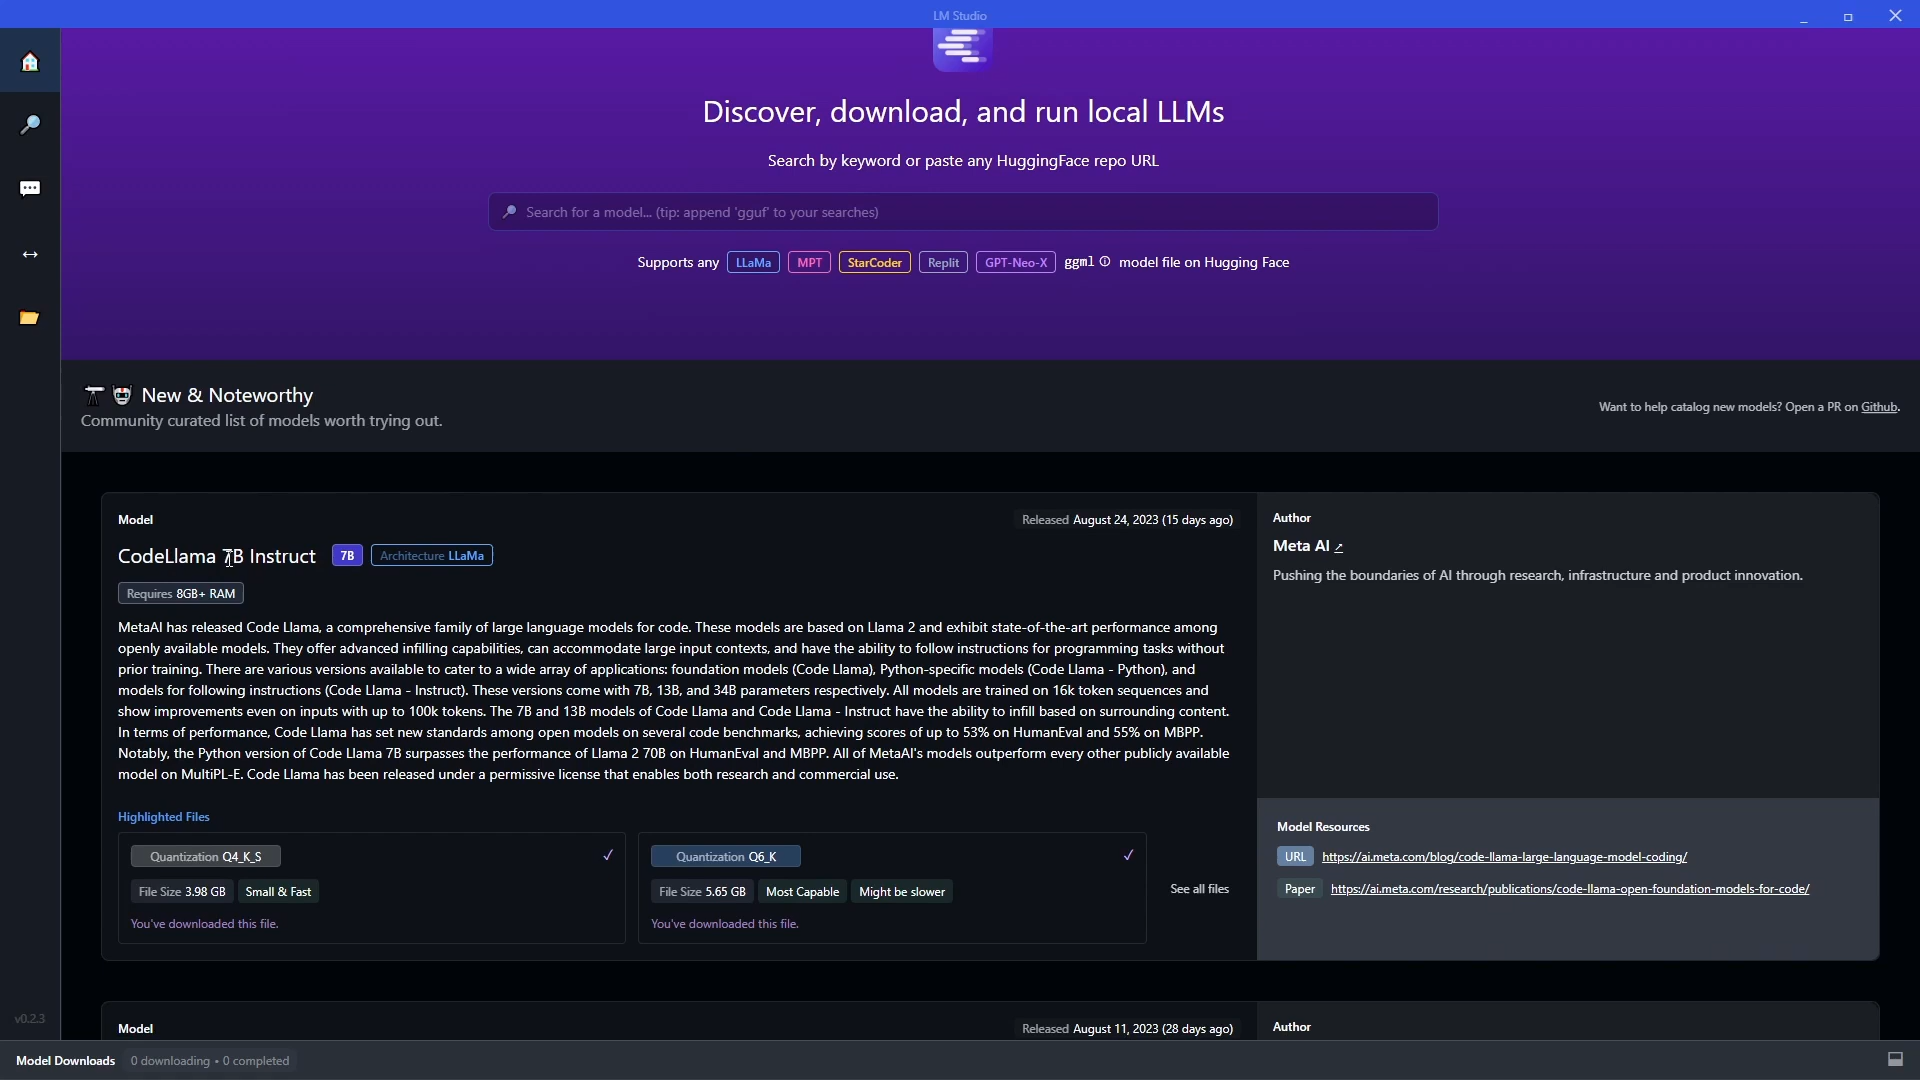 LM Studio
Discover, download, and run local LLMs
Search by keyword or paste any HuggingFace repo URL
Search for a model... (tip: append 'gguf' to your searches)
Supports any LLaMa MPT StarCoder Replit GPT-Neo-X ggml model file on Hugging Face
New & Noteworthy
Community curated list of models worth trying out.
Want to help catalog new models? Open a PR on Github.
Model
Released August 24, 2023 (15 days ago)
CodeLlama 7B Instruct 7B Architecture LLaMa
Requires 8GB+ RAM
MetaAI has released Code Llama, a comprehensive family of large language models for code. These models are based on Llama 2 and exhibit state-of-the-art performance among
openly available models. They offer advanced infilling capabilities, can accommodate large input contexts, and have the ability to follow instructions for programming tasks without
prior training. There are various versions available to cater to a wide array of applications: foundation models (Code Llama), Python-specific models (Code Llama - Python), and
models for following instructions (Code Llama - Instruct). These versions come with 7B, 13B, and 34B parameters respectively. All models are trained on 16k token sequences and
show improvements even on inputs with up to 100k tokens. The 7B and 13B models of Code Llama and Code Llama - Instruct have the ability to infill based on surrounding content.
In terms of performance, Code Llama has set new standards among open models on several code benchmarks, achieving scores of up to 53% on HumanEval and 55% on MBPP.
Notably, the Python version of Code Llama 7B surpasses the performance of Llama 2 70B on HumanEval and MBPP. All of MetaAI's models outperform every other publicly available
model on MultiPL-E. Code Llama has been released under a permissive license that enables both research and commercial use.
Highlighted Files
Quantization Q4_K_S
File Size 3.98 GB Small & Fast
You've downloaded this file.
Quantization Q6_K
File Size 5.65 GB Most Capable Might be slower
You've downloaded this file.
See all files
Author
Meta AI
Pushing the boundaries of AI through research, infrastructure and product innovation.
Model Resources
URL https://ai.meta.com/blog/code-llama-large-language-model-coding/
Paper https://ai.meta.com/research/publications/code-llama-open-foundation-models-for-code/
Model
Released August 11, 2023 (28 days ago)
Author
v0.2.3
Model Downloads 0 downloading • 0 completed